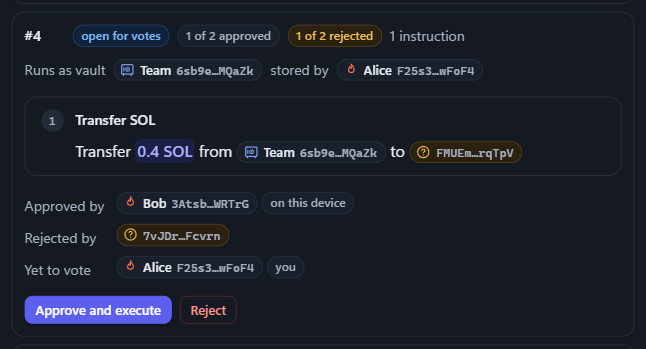 #4 open for votes 1 of 2 approved 1 of 2 rejected 1 instruction
Runs as vault Team 6sb9e…MQaZk stored by Alice F25s3…wFoF4
1 Transfer SOL
Transfer 0.4 SOL from Team 6sb9e…MQaZk to FMUEm…rqTpV
Approved by Bob 3Atsb…WRTrG on this device
Rejected by 7vJDr…Fcvrn
Yet to vote Alice F25s3…wFoF4 you
Approve and execute Reject